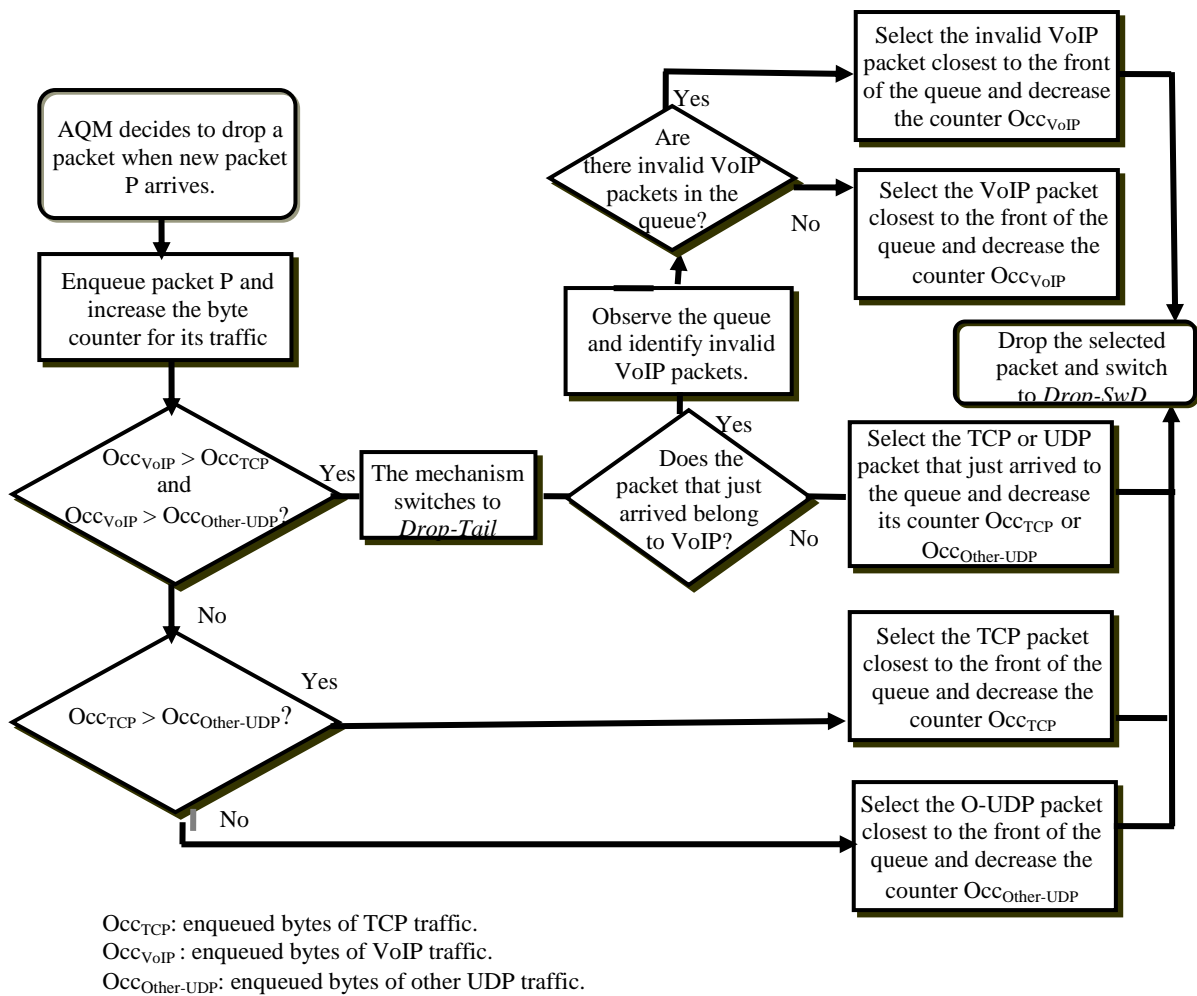 AQM decides to drop a
packet when new packet
P arrives.
Enqueue packet P and
increase the byte
counter for its traffic
OccVoIP > OccTCP
and
OccVoIP > OccOther-UDP?
Yes
No
The mechanism
switches to
Drop-Tail
Does the
packet that just
arrived belong
to VoIP?
Yes
No
Observe the queue
and identify invalid
VoIP packets.
Are
there invalid VoIP
packets in the
queue?
Yes
No
Select the invalid VoIP
packet closest to the front
of the queue and decrease
the counter OccVoIP
Select the VoIP packet
closest to the front of the
queue and decrease the
counter OccVoIP
Drop the selected
packet and switch
to Drop-SwD
Select the TCP or UDP
packet that just arrived to
the queue and decrease
its counter OccTCP or
OccOther-UDP
OccTCP > OccOther-UDP?
Yes
No
Select the TCP packet
closest to the front of the
queue and decrease the
counter OccTCP
Select the O-UDP packet
closest to the front of the
queue and decrease the
counter OccOther-UDP
OccTCP: enqueued bytes of TCP traffic.
OccVoIP : enqueued bytes of VoIP traffic.
OccOther-UDP: enqueued bytes of other UDP traffic.